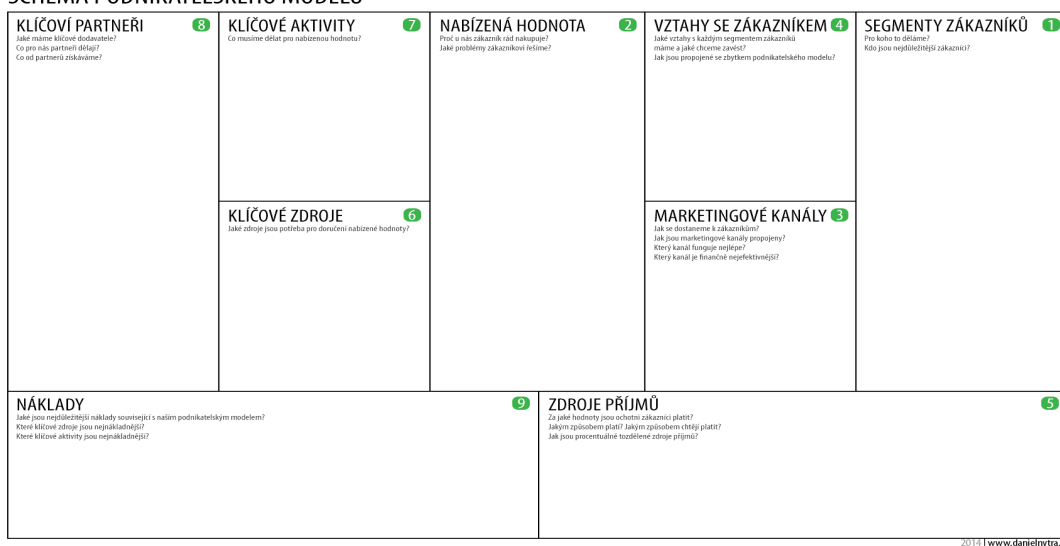 SCHÉMA PODNIKATELSKÉHO MODELU
KLÍČOVÍ PARTNEŘI 8
Jaké máme klíčové dodavatele?
Co pro nás partneři dělají?
Co od partnerů získáváme?
KLÍČOVÉ AKTIVITY 7
Co musíme dělat pro nabízenou hodnotu?
KLÍČOVÉ ZDROJE 6
Jaké zdroje jsou potřeba pro doručení nabízené hodnoty?
NABÍZENÁ HODNOTA 2
Proč u nás zákazník rád nakupuje?
Jaké problémy zákazníkovi řešíme?
VZTAHY SE ZÁKAZNÍKEM 4
Jaké vztahy s každým segmentem zákazníků
máme a jaké chceme zavést?
Jak jsou propojené se zbytkem podnikatelského modelu?
MARKETINGOVÉ KANÁLY 3
Jak se dostaneme k zákazníkům?
Jak jsou marketingové kanály propojeny?
Který kanál funguje nejlépe?
Který kanál je finančně nejefektivnější?
SEGMENTY ZÁKAZNÍKŮ 1
Pro koho to děláme?
Kdo jsou nejdůležitější zákazníci?
NÁKLADY 9
Jaké jsou nejdůležitější náklady související s naším podnikatelským modelem?
Které klíčové zdroje jsou nejnákladnější?
Které klíčové aktivity jsou nejnákladnější?
ZDROJE PŘÍJMŮ 5
Za jaké hodnoty jsou ochotni zákazníci platit?
Jakým způsobem platí? Jakým způsobem chtějí platit?
Jak jsou procentuálně tozdělené zdroje příjmů?
2014 | www.danielnytra.